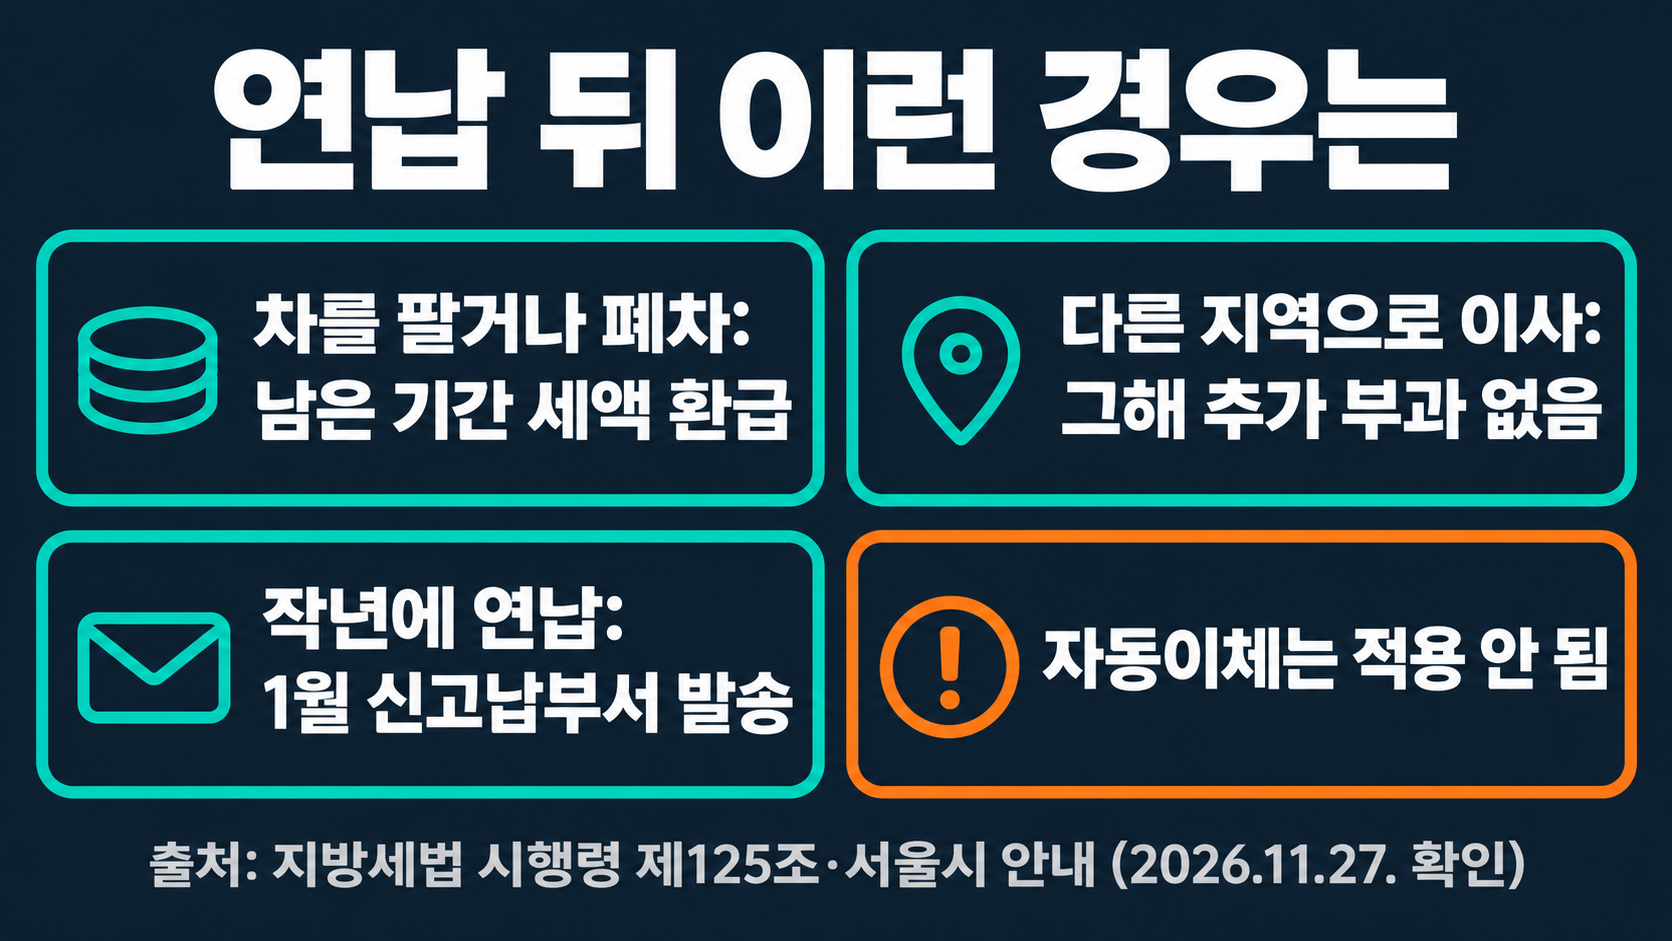 연납 뒤 이런 경우는
차를 팔거나 폐차:
남은 기간 세액 환급
다른 지역으로 이사:
그해 추가 부과 없음
작년에 연납:
1월 신고납부서 발송
자동이체는 적용 안 됨
출처: 지방세법 시행령 제125조·서울시 안내 (2026.11.27. 확인)